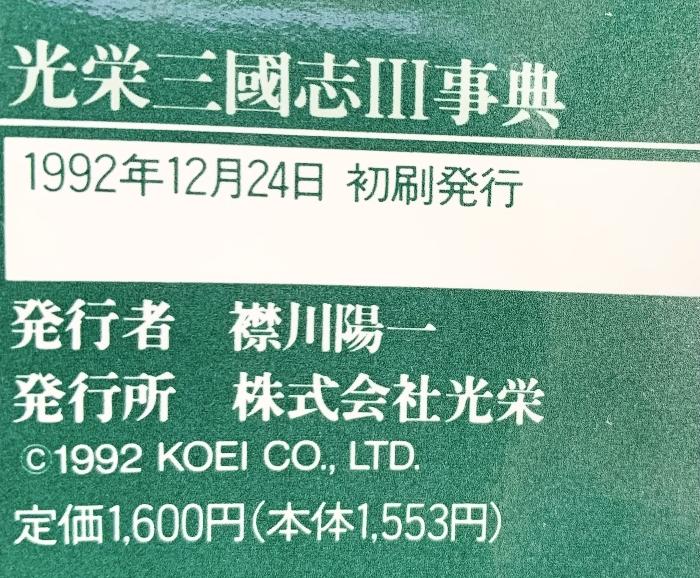 光栄三國志III事典
1992年12月24日 初刷発行
発行者 襟川陽一
発行所 株式会社光栄
©1992 KOEI CO., LTD.
定価1,600円(本体1,553円)